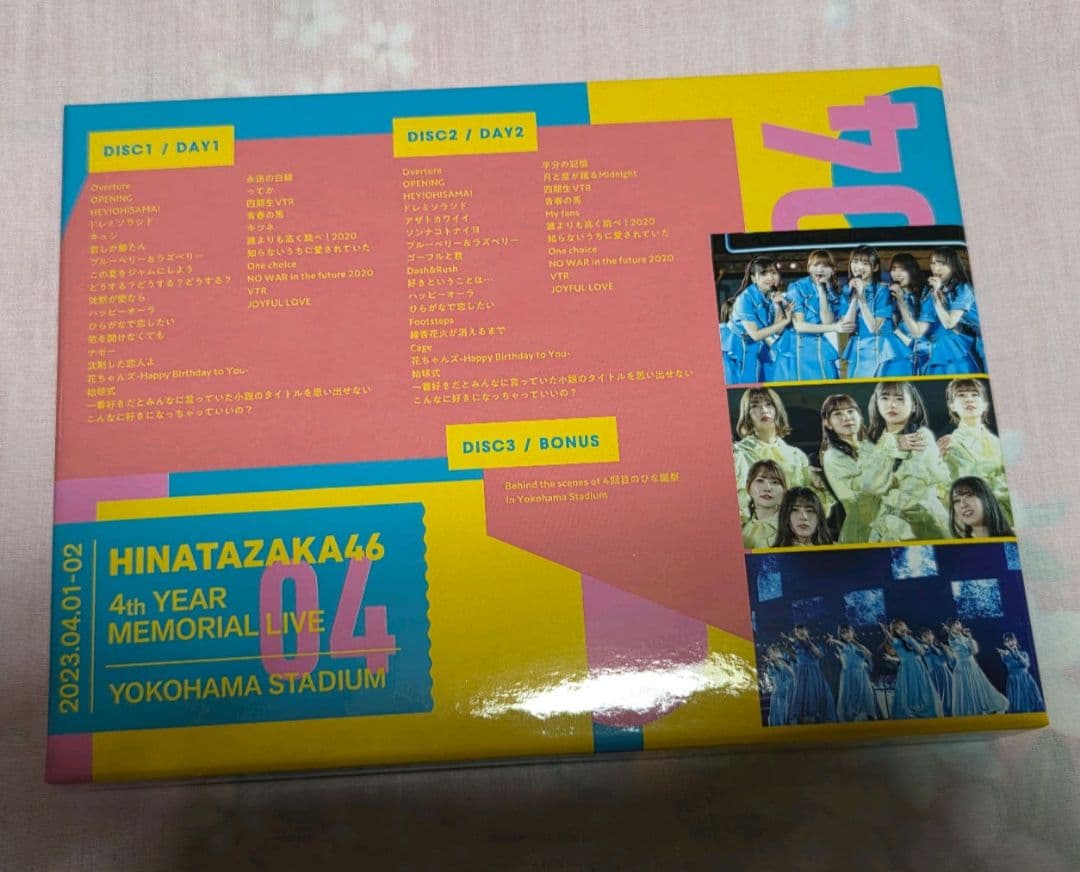 DISC1 / DAY1
Overture
OPENING
HEY!OHISAMA!
ドレミソラシド
キュン
君しか勝たん
ブルーベリー&ラズベリー
この夏をジャムにしよう
どうする?どうする?どうする?
沈黙が愛なら
ハッピーオーラ
ひらがなで恋したい
窓を開けなくても
ナゼー
沈黙した恋人よ
花ちゃんズ-Happy Birthday to You-
始球式
一番好きだとみんなに言っていた小説のタイトルを思い出せない
こんなに好きになっちゃっていいの?
永遠の白線
ってか
四期生VTR
青春の馬
キツネ
誰よりも高く跳べ!2020
知らないうちに愛されていた
One choice
NO WAR in the future 2020
VTR
JOYFUL LOVE
DISC2 / DAY2
Overture
OPENING
HEY!OHISAMA!
ドレミソラシド
アザトカワイイ
ソンナコトナイヨ
ブルーベリー&ラズベリー
ゴーフルと君
Dash&Rush
好きということは…
ハッピーオーラ
ひらがなで恋したい
Footsteps
線香花火が消えるまで
Cage
花ちゃんズ-Happy Birthday to You-
始球式
一番好きだとみんなに言っていた小説のタイトルを思い出せない
こんなに好きになっちゃっていいの?
半分の記憶
月と星が踊るMidnight
四期生VTR
青春の馬
My fans
誰よりも高く跳べ!2020
知らないうちに愛されていた
One choice
NO WAR in the future 2020
VTR
JOYFUL LOVE
DISC3 / BONUS
Behind the scenes of 4回目のひな誕祭
in Yokohama Stadium
04
2023.04.01-02
HINATAZAKA46
4th YEAR
MEMORIAL LIVE
04
YOKOHAMA STADIUM